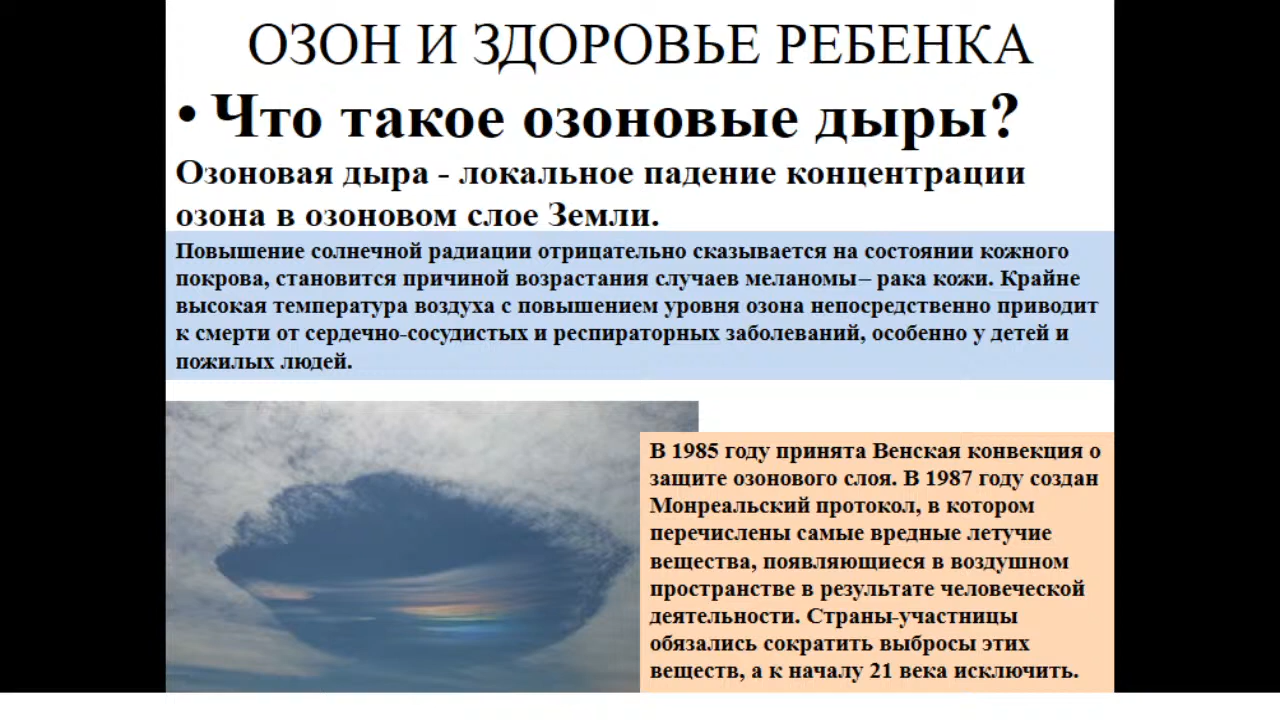 ОЗОН И ЗДОРОВЬЕ РЕБЕНКА
• Что такое озоновые дыры?
Озоновая дыра - локальное падение концентрации
озона в озоновом слое Земли.
Повышение солнечной радиации отрицательно сказывается на состоянии кожного
покрова, становится причиной возрастания случаев меланомы– рака кожи. Крайне
высокая температура воздуха с повышением уровня озона непосредственно приводит
к смерти от сердечно-сосудистых и респираторных заболеваний, особенно у детей и
пожилых людей.
В 1985 году принята Венская конвекция о
защите озонового слоя. В 1987 году создан
Монреальский протокол, в котором
перечислены самые вредные летучие
вещества, появляющиеся в воздушном
пространстве в результате человеческой
деятельности. Страны-участницы
обязались сократить выбросы этих
веществ, а к началу 21 века исключить.